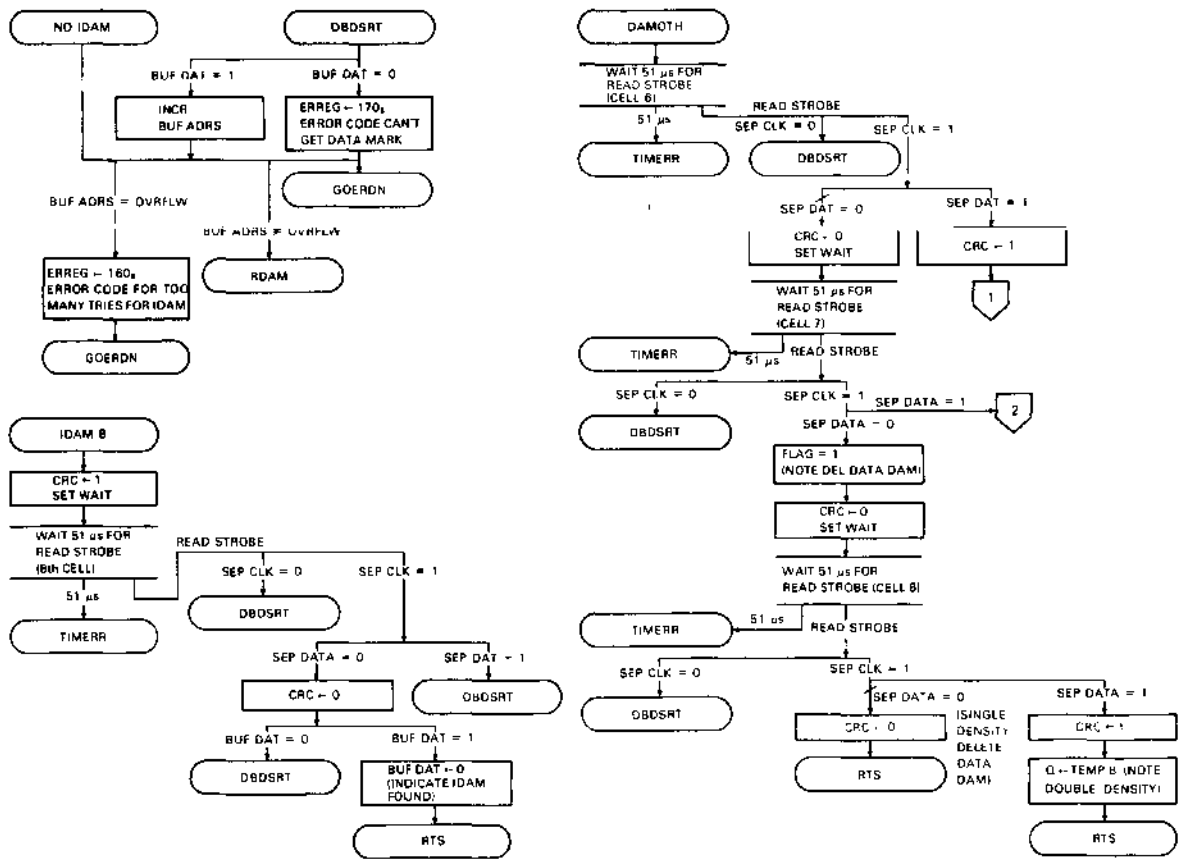 NO IDAM
DBDSRT
BUF DAT = 1
BUF DAT = 0
INCR
BUF ADRS
ERREG ← 170₈
ERROR CODE CAN'T
GET DATA MARK
GOERDN
BUF ADRS = OVRFLW
BUF ADRS ≠ OVRFLW
ERREG ← 160₈
ERROR CODE FOR TOO
MANY TRIES FOR IDAM
RDAM
GOERDN
IDAM 8
CRC ← 1
SET WAIT
WAIT 51 µs FOR
READ STROBE
(8th CELL)
READ STROBE
SEP CLK = 0
SEP CLK = 1
51 µs
DBDSRT
TIMERR
SEP DATA = 0
SEP DAT = 1
CRC ← 0
DBDSRT
BUF DAT = 0
BUF DAT = 1
DBDSRT
BUF DAT ← 0
(INDICATE IDAM
FOUND)
RTS
DAMOTH
WAIT 51 µs FOR
READ STROBE
(CELL 6)
READ STROBE
51 µs
SEP CLK = 0
SEP CLK = 1
TIMERR
DBDSRT
SEP DAT = 0
SEP DAT = 1
CRC ← 0
SET WAIT
CRC ← 1
1
WAIT 51 µs FOR
READ STROBE
(CELL 7)
TIMERR
51 µs
READ STROBE
SEP CLK = 0
SEP CLK = 1
SEP DATA = 1
2
DBDSRT
SEP DATA = 0
FLAG = 1
(NOTE DEL DATA DAM)
CRC ← 0
SET WAIT
WAIT 51 µs FOR
READ STROBE (CELL 8)
TIMERR
51 µs
READ STROBE
SEP CLK = 0
SEP CLK = 1
DBDSRT
SEP DATA = 0
SEP DATA = 1
CRC ← 0
(SINGLE
DENSITY
DELETE
DATA
DAM)
CRC ← 1
RTS
Q ← TEMP B (NOTE
DOUBLE DENSITY)
RTS